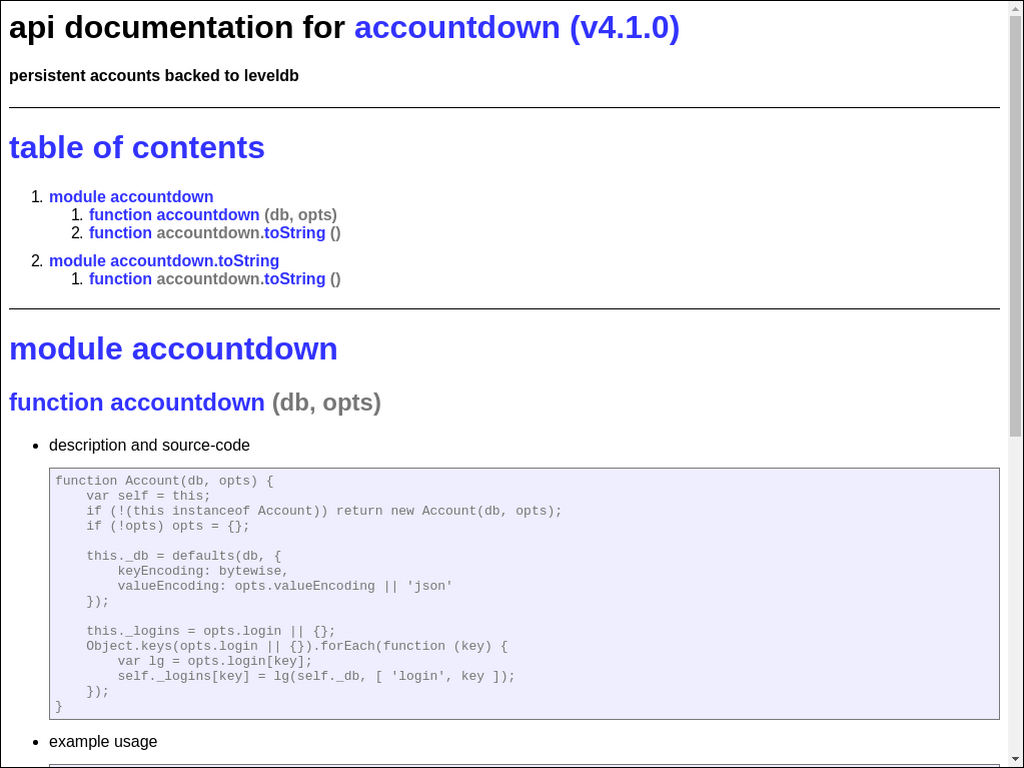 api documentation for accountdown (v4.1.0)
persistent accounts backed to leveldb
table of contents
1. module accountdown
1. function accountdown (db, opts)
2. function accountdown.toString ()
2. module accountdown.toString
1. function accountdown.toString ()
module accountdown
function accountdown (db, opts)
• description and source-code
function Account(db, opts) {
    var self = this;
    if (!(this instanceof Account)) return new Account(db, opts);
    if (!opts) opts = {};

    this._db = defaults(db, {
        keyEncoding: bytewise,
        valueEncoding: opts.valueEncoding || 'json'
    });

    this._logins = opts.login || {};
    Object.keys(opts.login || {}).forEach(function (key) {
        var lg = opts.login[key];
        self._logins[key] = lg(self._db, [ 'login', key ]);
    });
}
• example usage